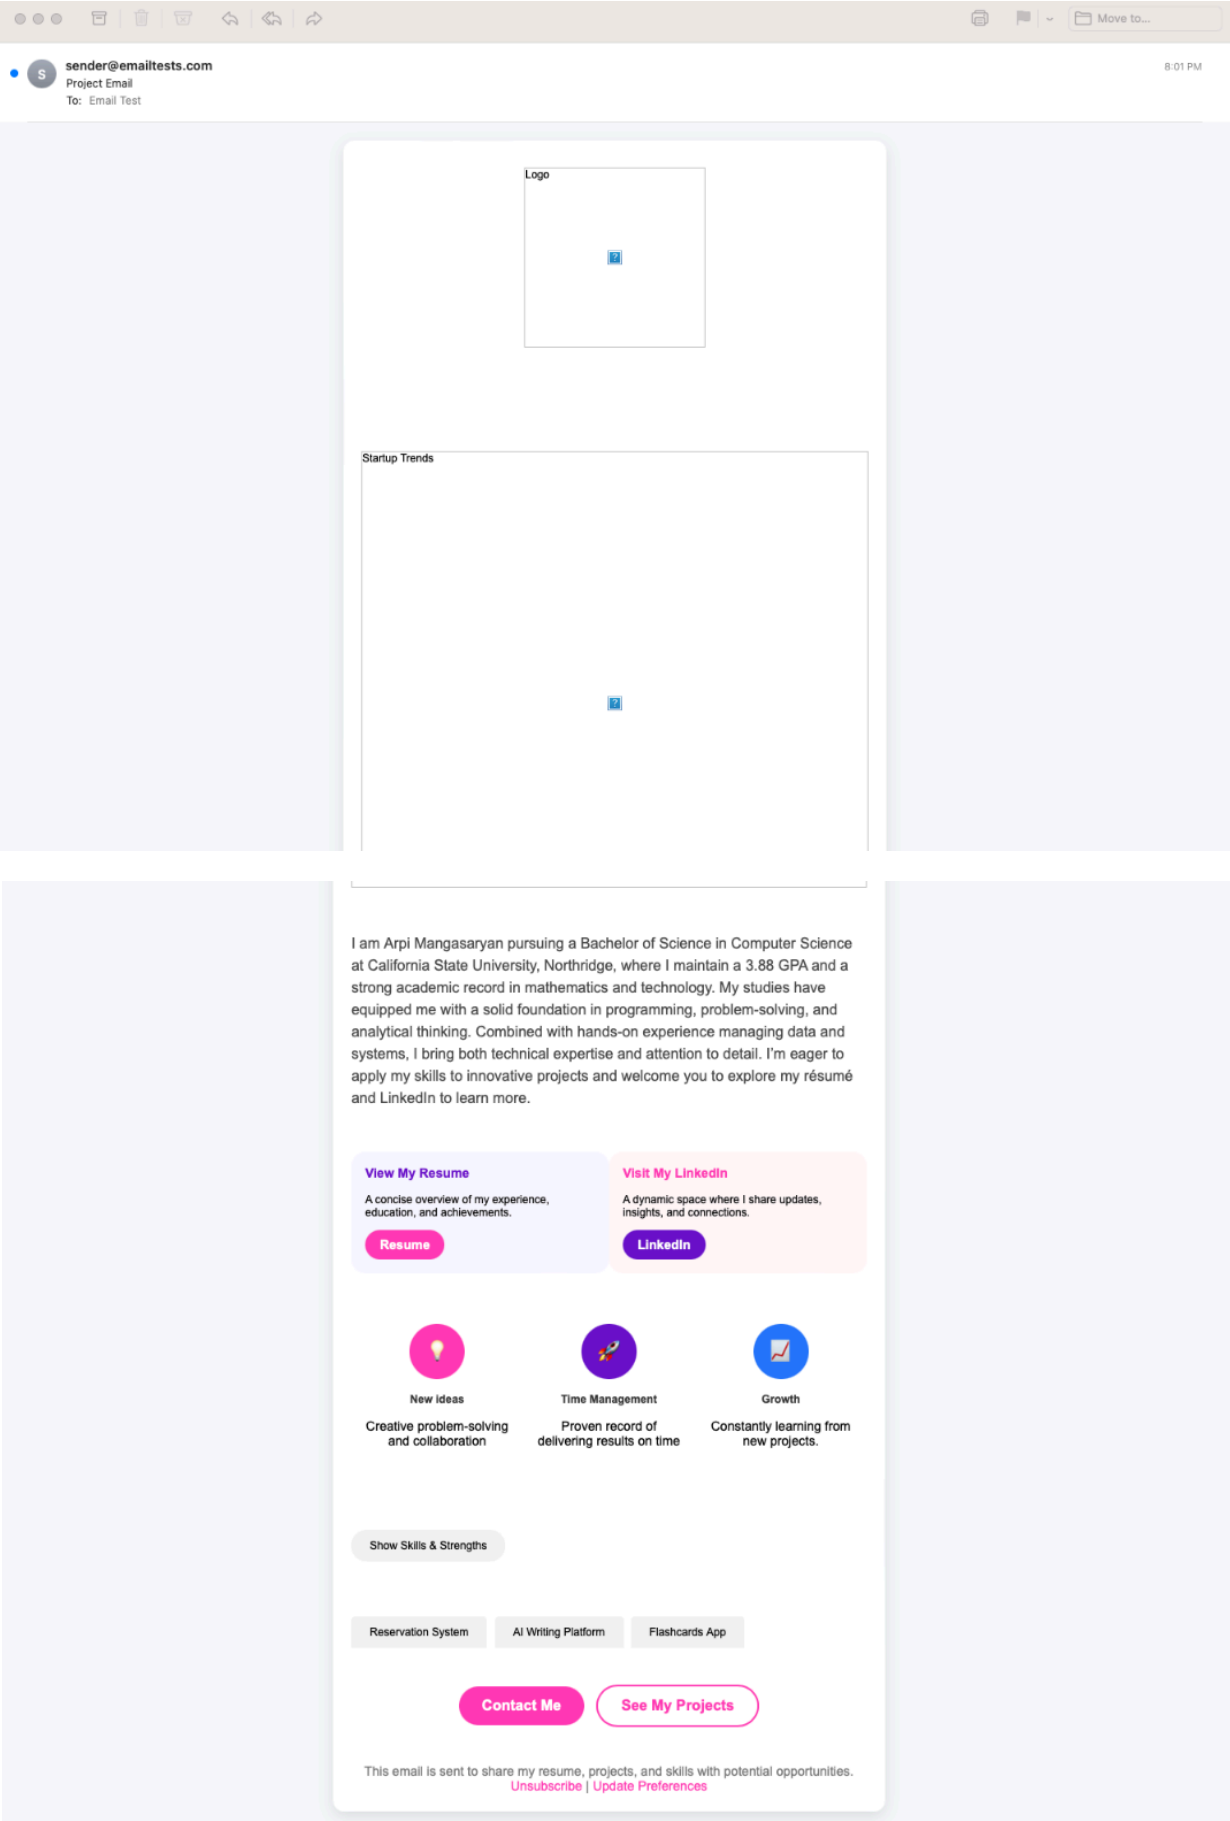 Move to...
S
sender@emailtests.com
8:01 PM
Project Email
To: Email Test
Logo
?
Startup Trends
?
I am Arpi Mangasaryan pursuing a Bachelor of Science in Computer Science
at California State University, Northridge, where I maintain a 3.88 GPA and a
strong academic record in mathematics and technology. My studies have
equipped me with a solid foundation in programming, problem-solving, and
analytical thinking. Combined with hands-on experience managing data and
systems, I bring both technical expertise and attention to detail. I'm eager to
apply my skills to innovative projects and welcome you to explore my résumé
and LinkedIn to learn more.
View My Resume
A concise overview of my experience,
education, and achievements.
Resume
Visit My LinkedIn
A dynamic space where I share updates,
insights, and connections.
LinkedIn
New ideas
Creative problem-solving
and collaboration
Time Management
Proven record of
delivering results on time
Growth
Constantly learning from
new projects.
Show Skills & Strengths
Reservation System
AI Writing Platform
Flashcards App
Contact Me
See My Projects
This email is sent to share my resume, projects, and skills with potential opportunities.
Unsubscribe | Update Preferences